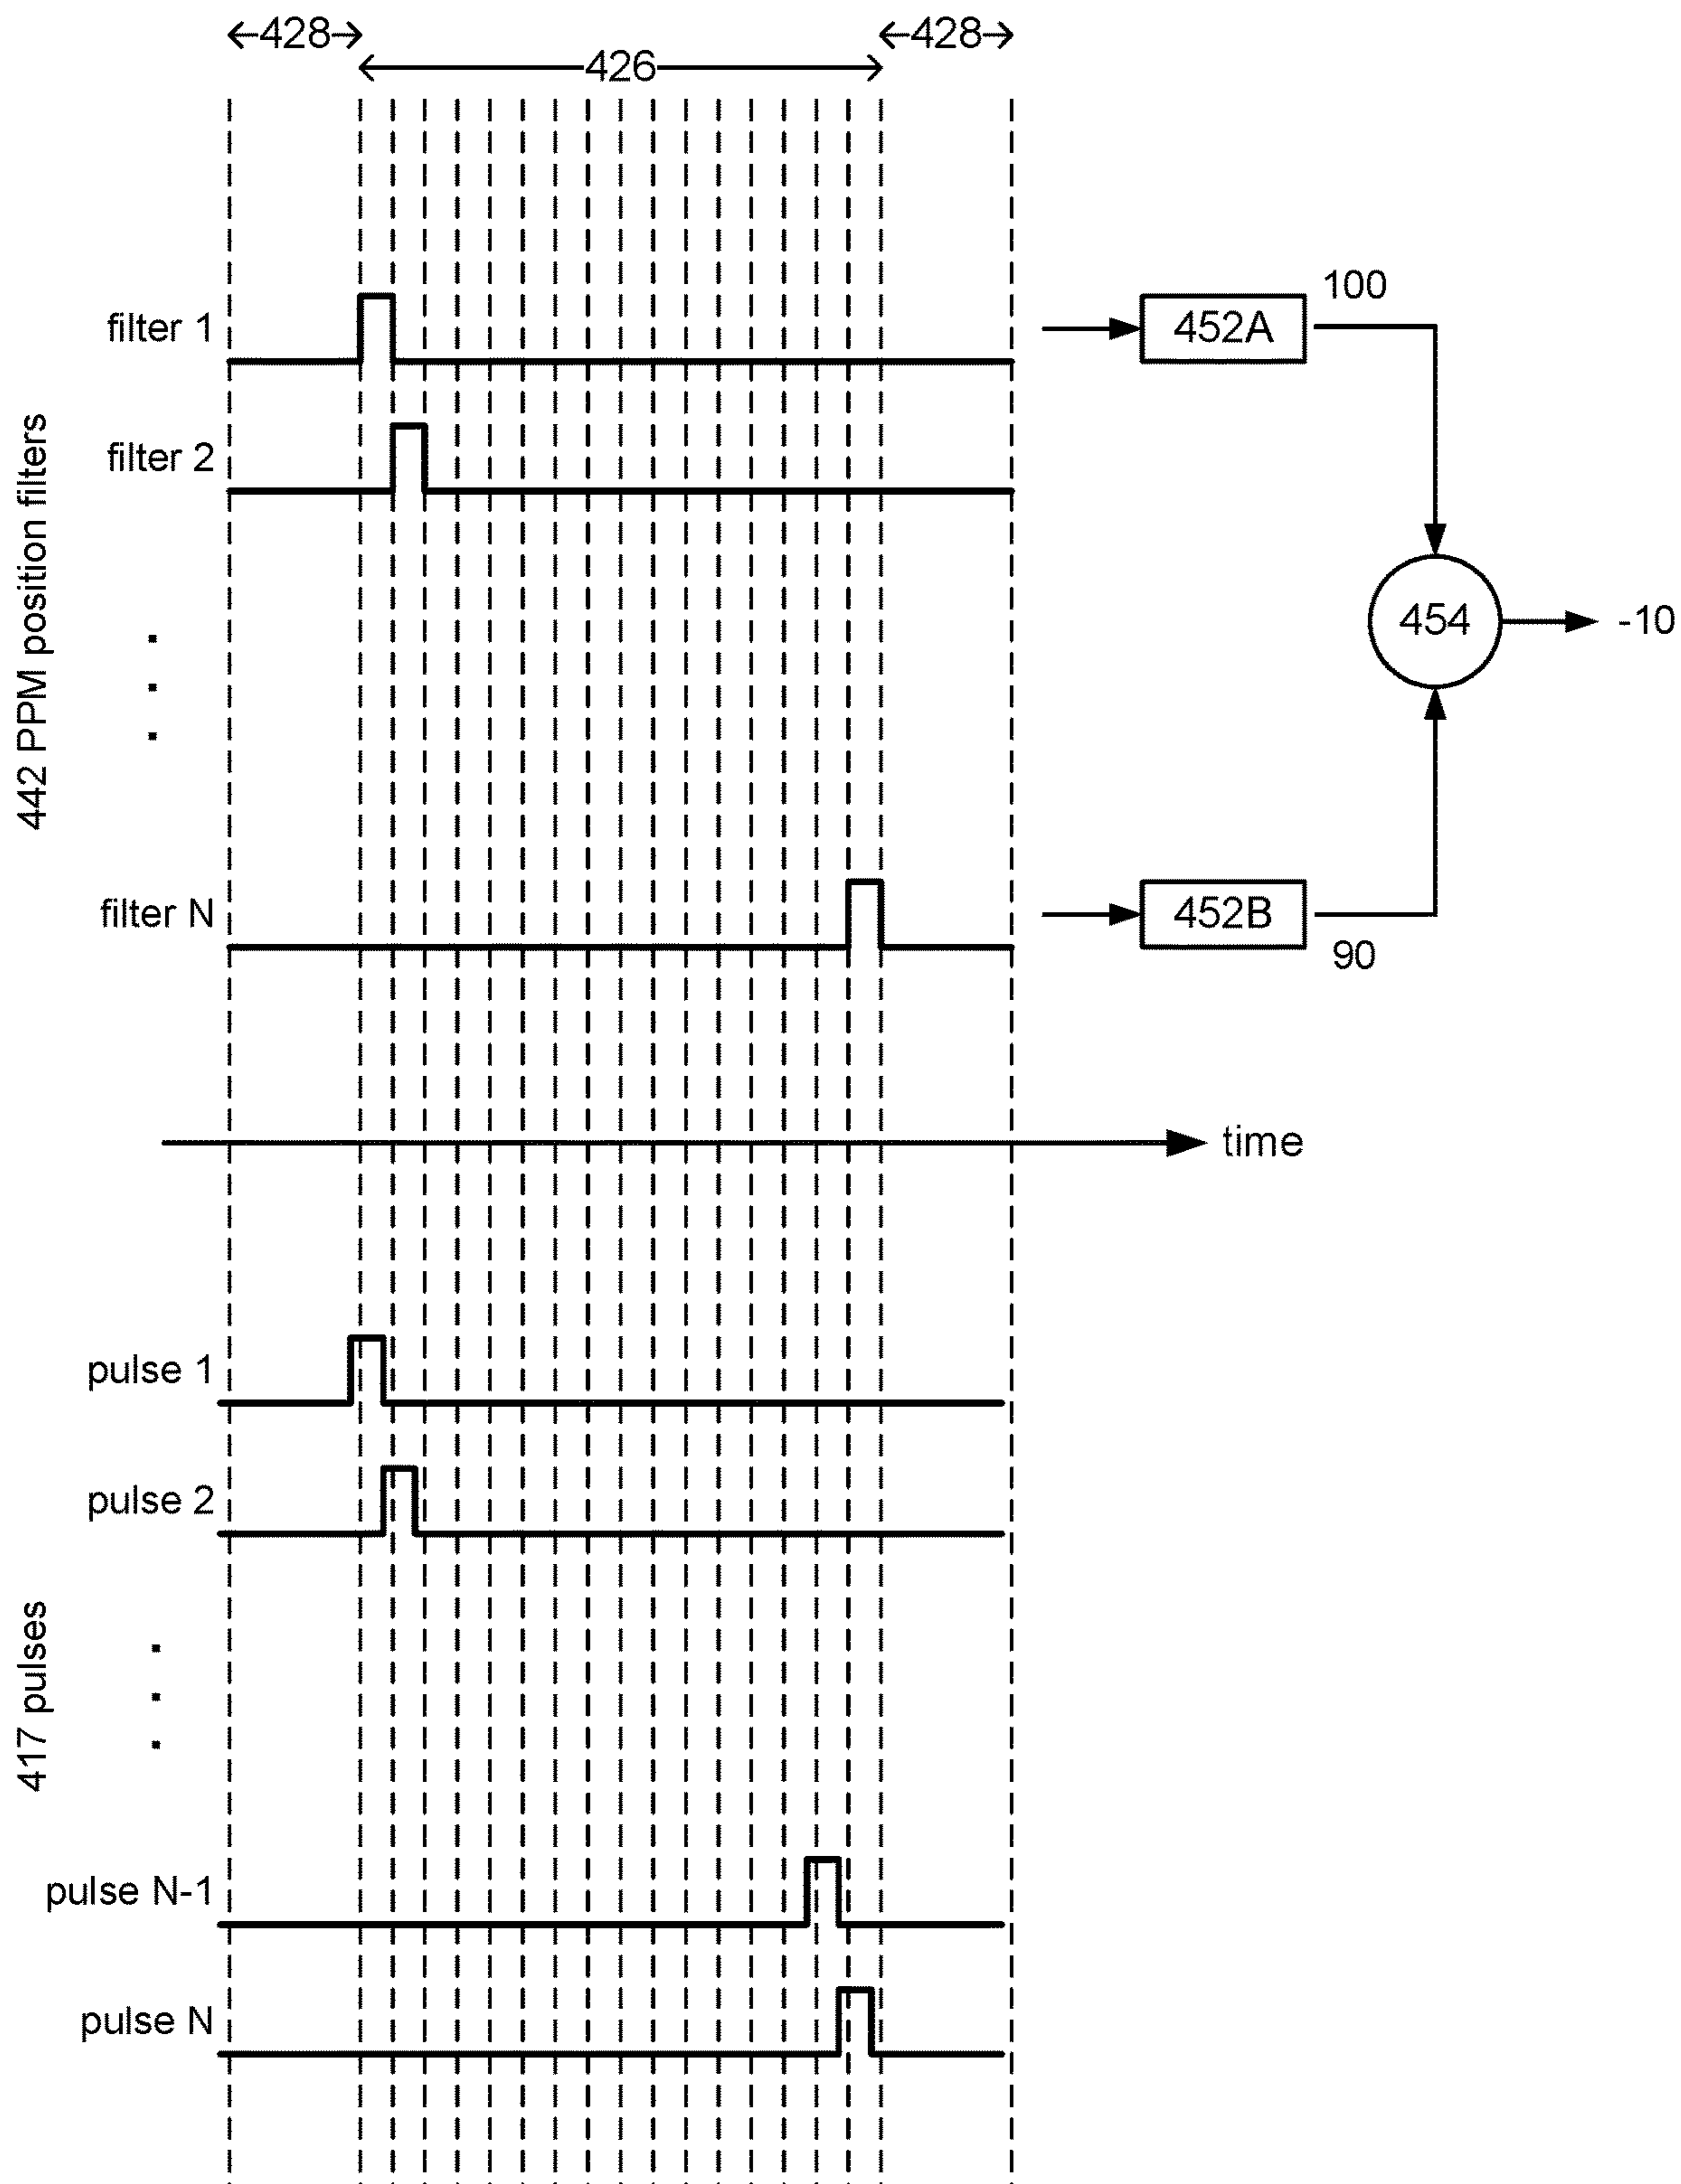 428
428
426
442 PPM position filters
filter 1
452A
100
filter 2
454
-10
filter N
452B
90
time
417 pulses
pulse 1
pulse 2
pulse N-1
pulse N